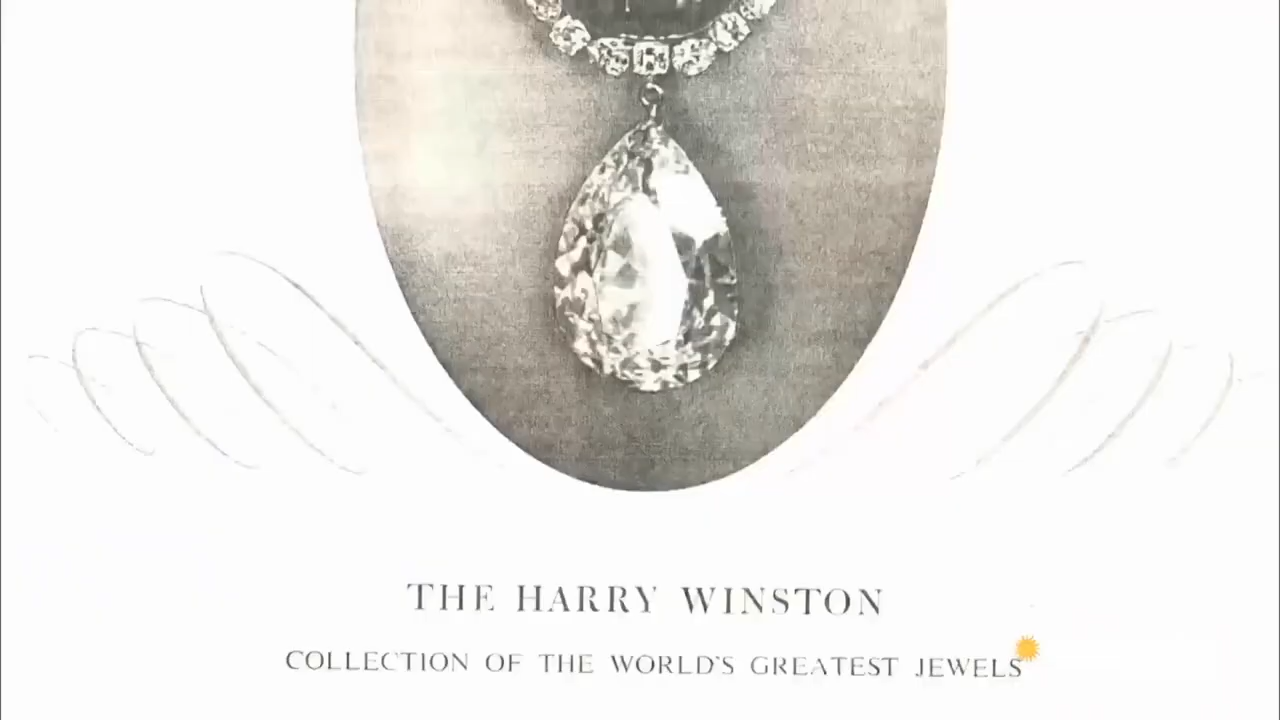 THE HARRY WINSTON
COLLECTION OF THE WORLD'S GREATEST JEWELS